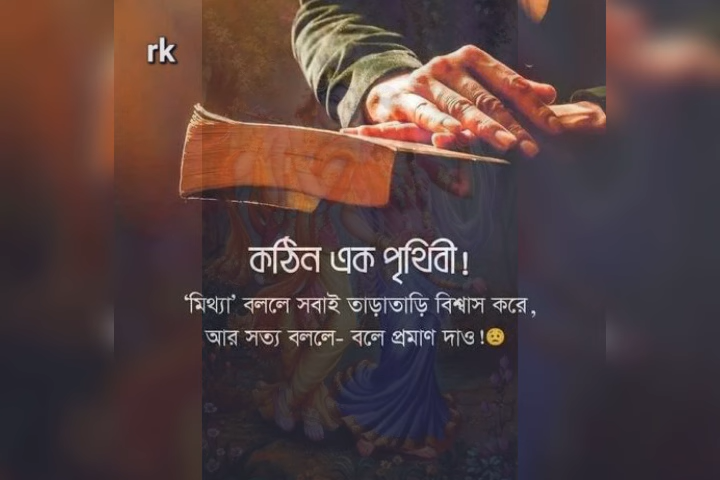 rk
কঠিন এক পৃথিবী!
‘মিথ্যা’ বললে সবাই তাড়াতাড়ি বিশ্বাস করে,
আর সত্য বললে- বলে প্রমাণ দাও!😟